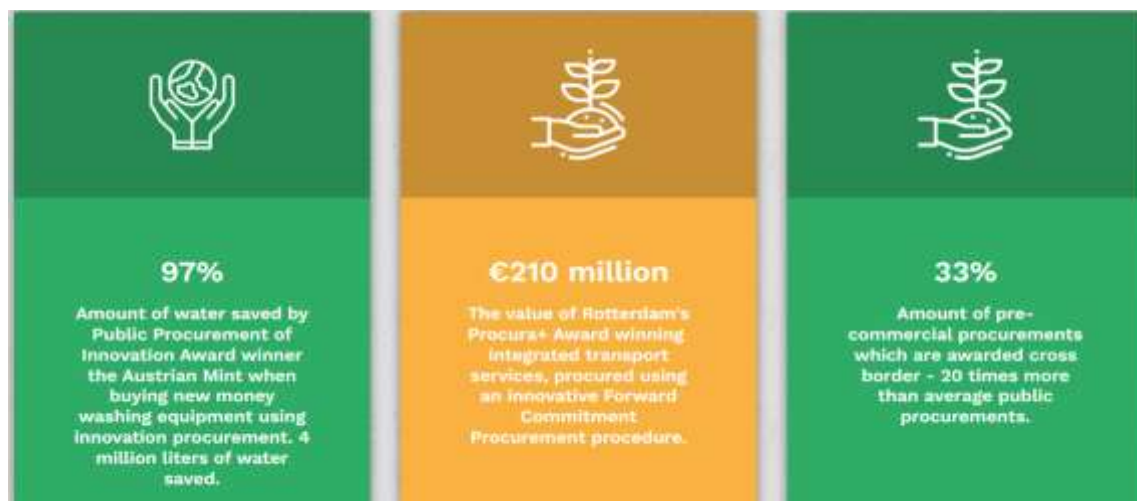 97%
Amount of water saved by
Public Procurement of
Innovation Award winner
the Austrian Mint when
buying new money
washing equipment using
innovation procurement. 4
million liters of water
saved.
€210 million
The value of Rotterdam's
Procura+ Award winning
integrated transport
services, procured using
an innovative Forward
Commitment
Procurement procedure.
33%
Amount of pre-
commercial procurements
which are awarded cross
border - 20 times more
than average public
procurements.